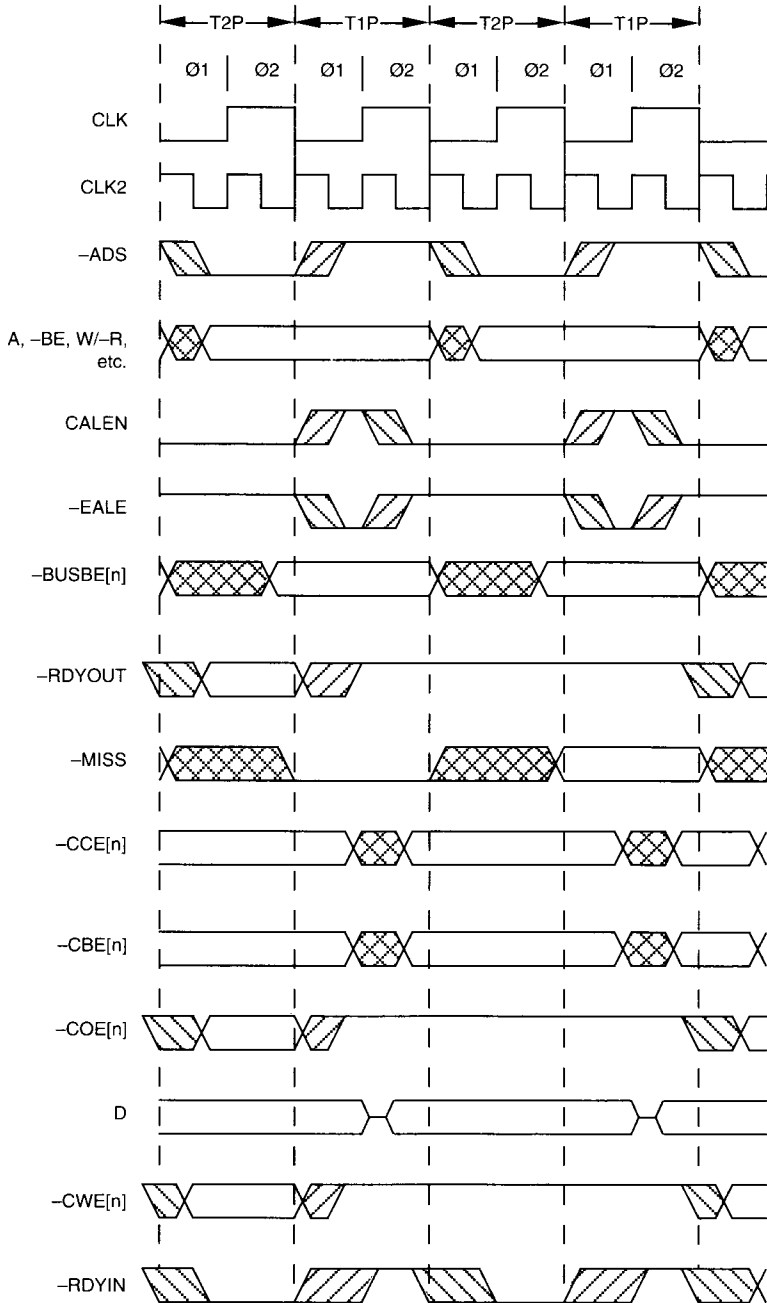 T2P T1P T2P T1P
Ø1 Ø2 Ø1 Ø2 Ø1 Ø2 Ø1 Ø2
CLK
CLK2
–ADS
A, –BE, W/–R,
etc.
CALEN
–EALE
–BUSBE[n]
–RDYOUT
–MISS
–CCE[n]
–CBE[n]
–COE[n]
D
–CWE[n]
–RDYIN